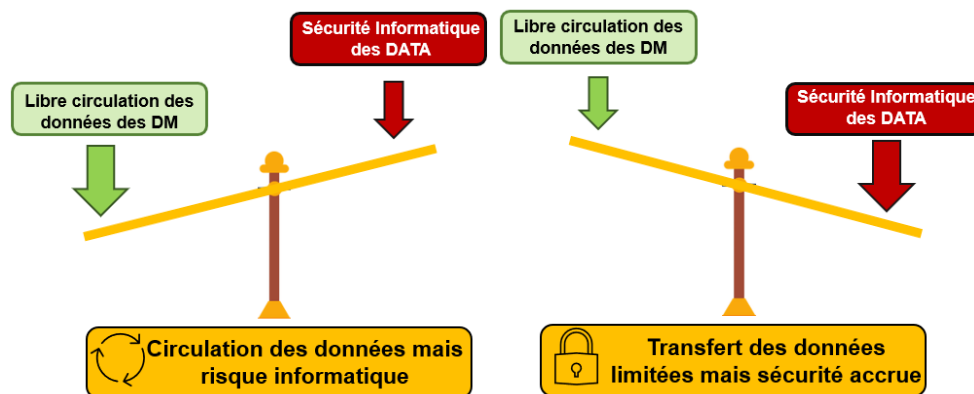 Sécurité Informatique
des DATA
Libre circulation des
données des DM
Libre circulation des
données des DM
Sécurité Informatique
des DATA
Circulation des données mais
risque informatique
Transfert des données
limitées mais sécurité accrue